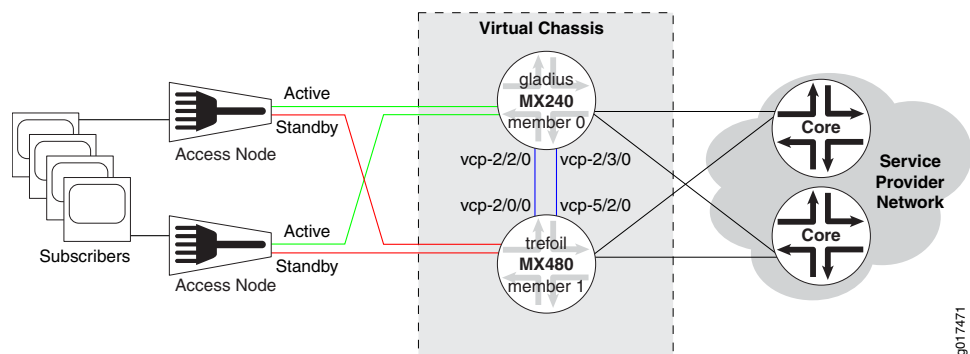 Virtual Chassis
gladius
MX240
member 0
Active
Standby
Access Node
Core
vcp-2/2/0
vcp-2/3/0
Service
Provider
Network
vcp-2/0/0
vcp-5/2/0
Active
Standby
Access Node
Subscribers
trefoil
MX480
member 1
Core
g017471